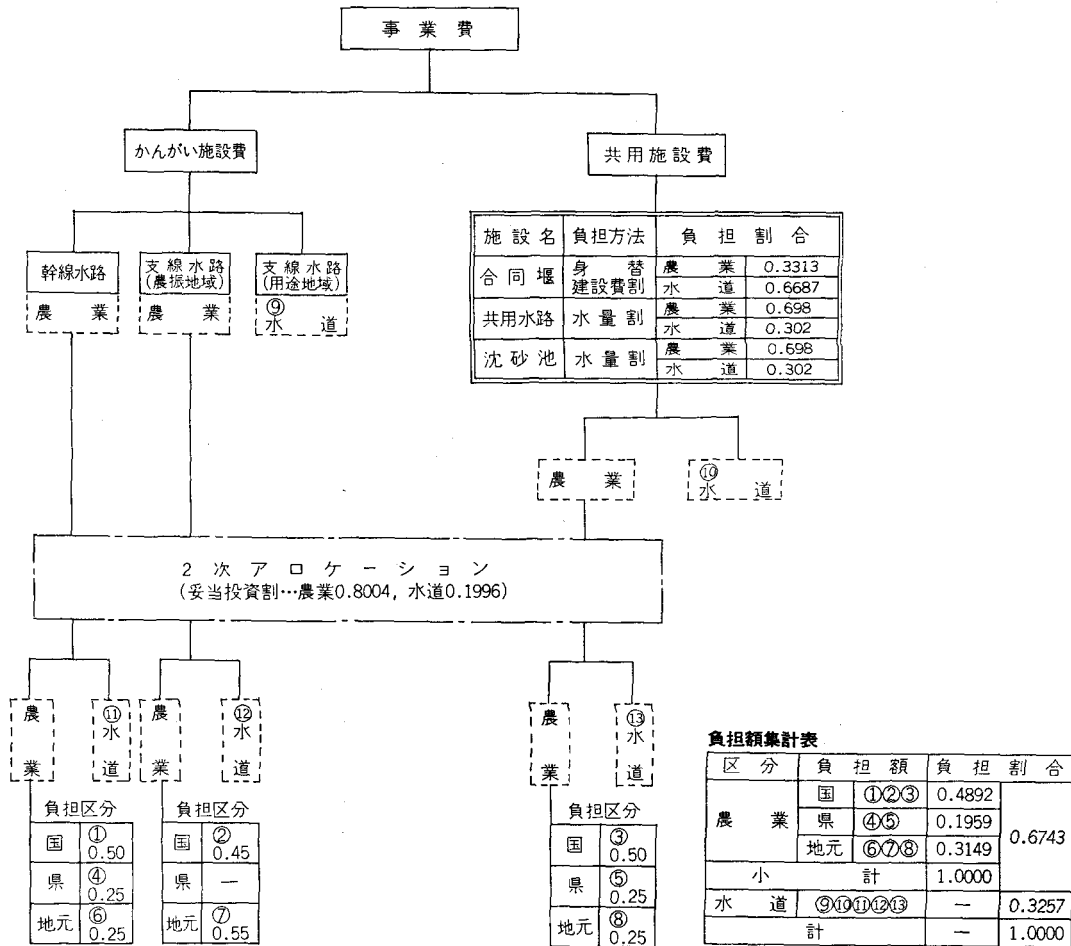 事業費
かんがい施設費
共用施設費
幹線水路
農業
支線水路
(農振地域)
農業
支線水路
(用途地域)
⑨
水道
施設名 負担方法 負担割合
合同堰 身替建設費割 農業 0.3313
水道 0.6687
共用水路 水量割 農業 0.698
水道 0.302
沈砂池 水量割 農業 0.698
水道 0.302
農業
⑩
水道
2次アロケーション
(妥当投資割…農業0.8004, 水道0.1996)
農業
⑪水道
農業
⑫水道
農業
⑬水道
負担区分
国 ① 0.50
県 ④ 0.25
地元 ⑥ 0.25
負担区分
国 ② 0.45
県 —
地元 ⑦ 0.55
負担区分
国 ③ 0.50
県 ⑤ 0.25
地元 ⑧ 0.25
負担額集計表
区分 負担額 負担割合
農業 国 ①②③ 0.4892 0.6743
県 ④⑤ 0.1959
地元 ⑥⑦⑧ 0.3149
小計 1.0000
水道 ⑨⑩⑪⑫⑬ — 0.3257
計 — 1.0000